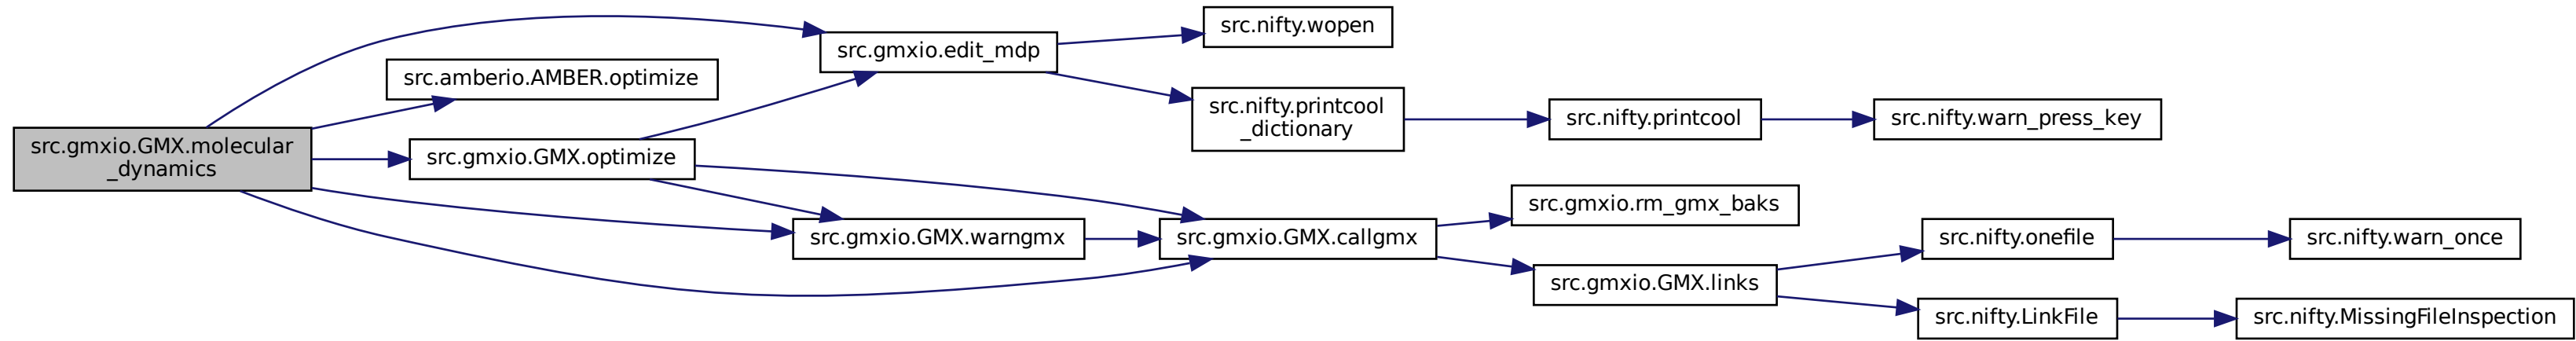 src.gmxio.GMX.molecular
_dynamics
src.amberio.AMBER.optimize
src.gmxio.GMX.optimize
src.gmxio.edit_mdp
src.gmxio.GMX.warngmx
src.nifty.wopen
src.nifty.printcool
_dictionary
src.gmxio.GMX.callgmx
src.nifty.printcool
src.gmxio.rm_gmx_baks
src.gmxio.GMX.links
src.nifty.warn_press_key
src.nifty.onefile
src.nifty.LinkFile
src.nifty.warn_once
src.nifty.MissingFileInspection